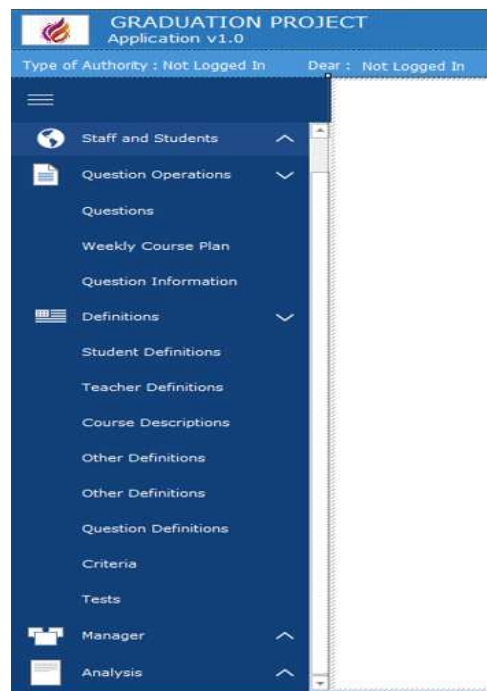 GRADUATION PROJECT
Application v1.0
Type of Authority : Not Logged In Dear : Not Logged In
Staff and Students
Question Operations
Questions
Weekly Course Plan
Question Information
Definitions
Student Definitions
Teacher Definitions
Course Descriptions
Other Definitions
Other Definitions
Question Definitions
Criteria
Tests
Manager
Analysis